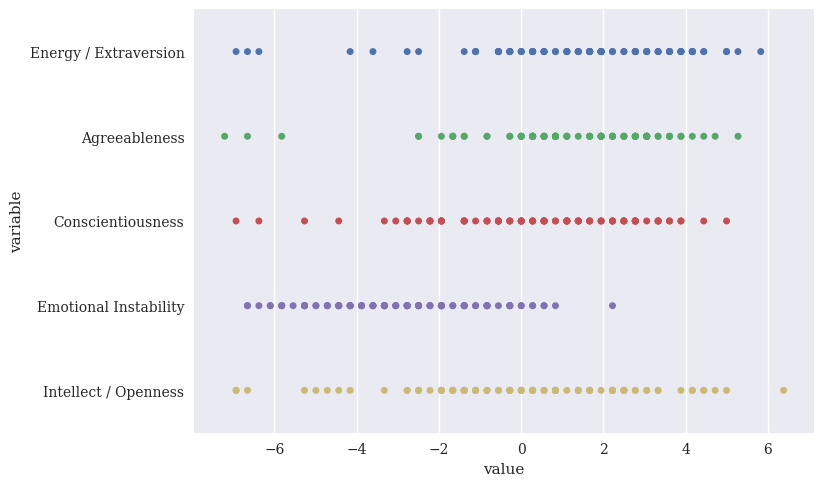 Energy / Extraversion
Agreeableness
Conscientiousness
Emotional Instability
Intellect / Openness
variable
−6 −4 −2 0 2 4 6
value